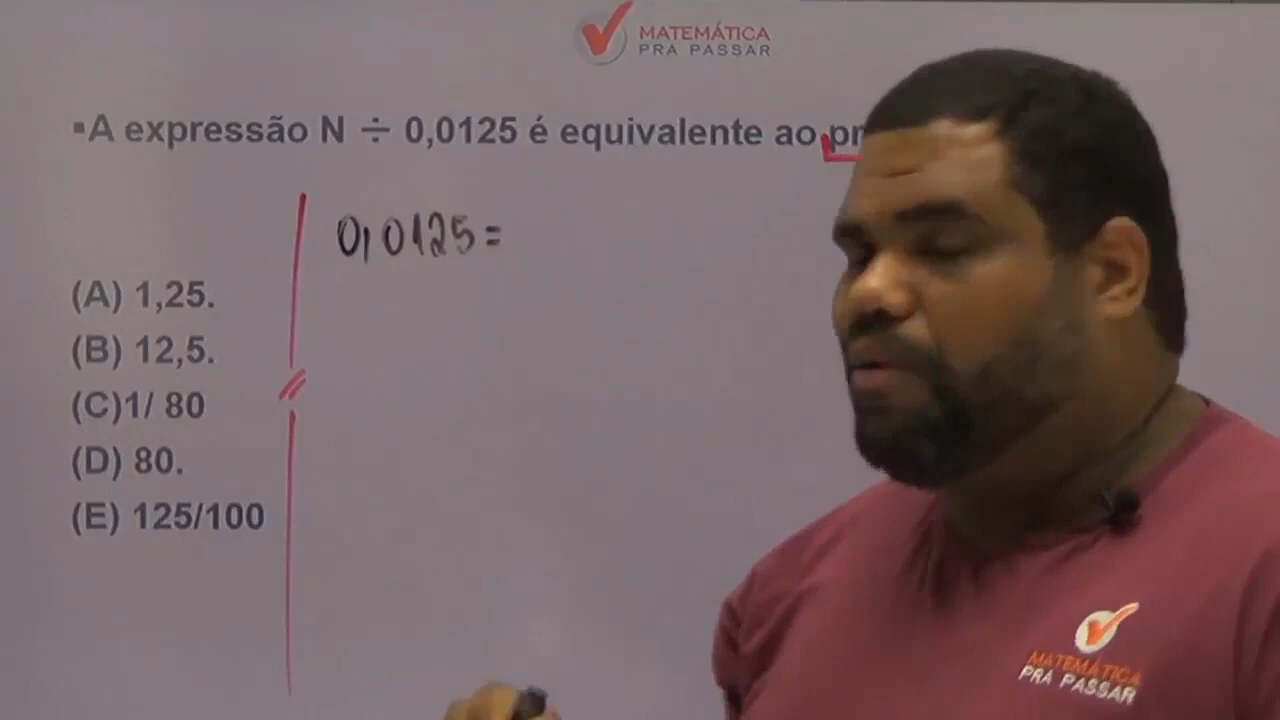 MATEMÁTICA
PRA PASSAR
▪A expressão N ÷ 0,0125 é equivalente ao
0,0125=
(A) 1,25.
(B) 12,5.
(C)1/ 80
(D) 80.
(E) 125/100
MATEMÁTICA
PRA PASSAR